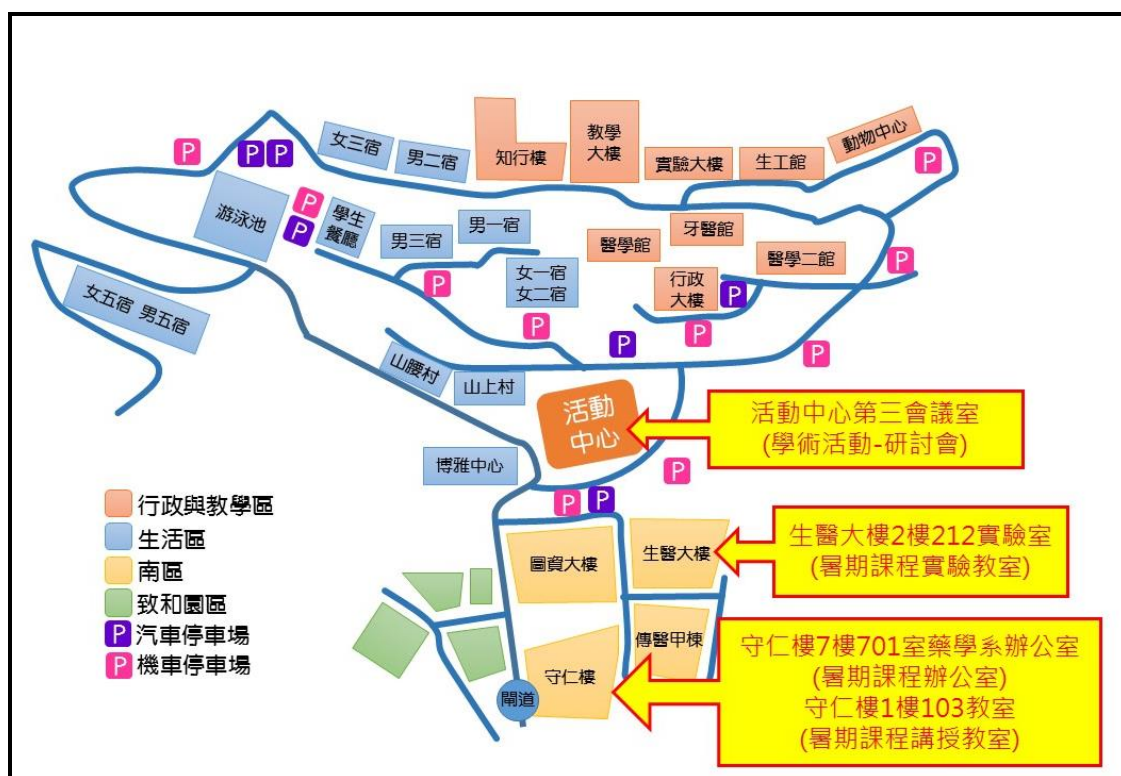 P
P P
女三宿
男二宿
知行樓
教學
大樓
實驗大樓
生工館
動物中心
P
游泳池
P
P
學生
餐廳
男三宿
男一宿
醫學館
牙醫館
醫學二館
P
女五宿 男五宿
P
女一宿
女二宿
行政
大樓
P
P
P
P
P
山腰村
山上村
活動
中心
活動中心第三會議室
(學術活動-研討會)
博雅中心
P
P P
行政與教學區
生活區
南區
致和園區
P 汽車停車場
P 機車停車場
圖資大樓
生醫大樓
生醫大樓2樓212實驗室
(暑期課程實驗教室)
傳醫甲棟
守仁樓
閘道
守仁樓7樓701室藥學系辦公室
(暑期課程辦公室)
守仁樓1樓103教室
(暑期課程講授教室)